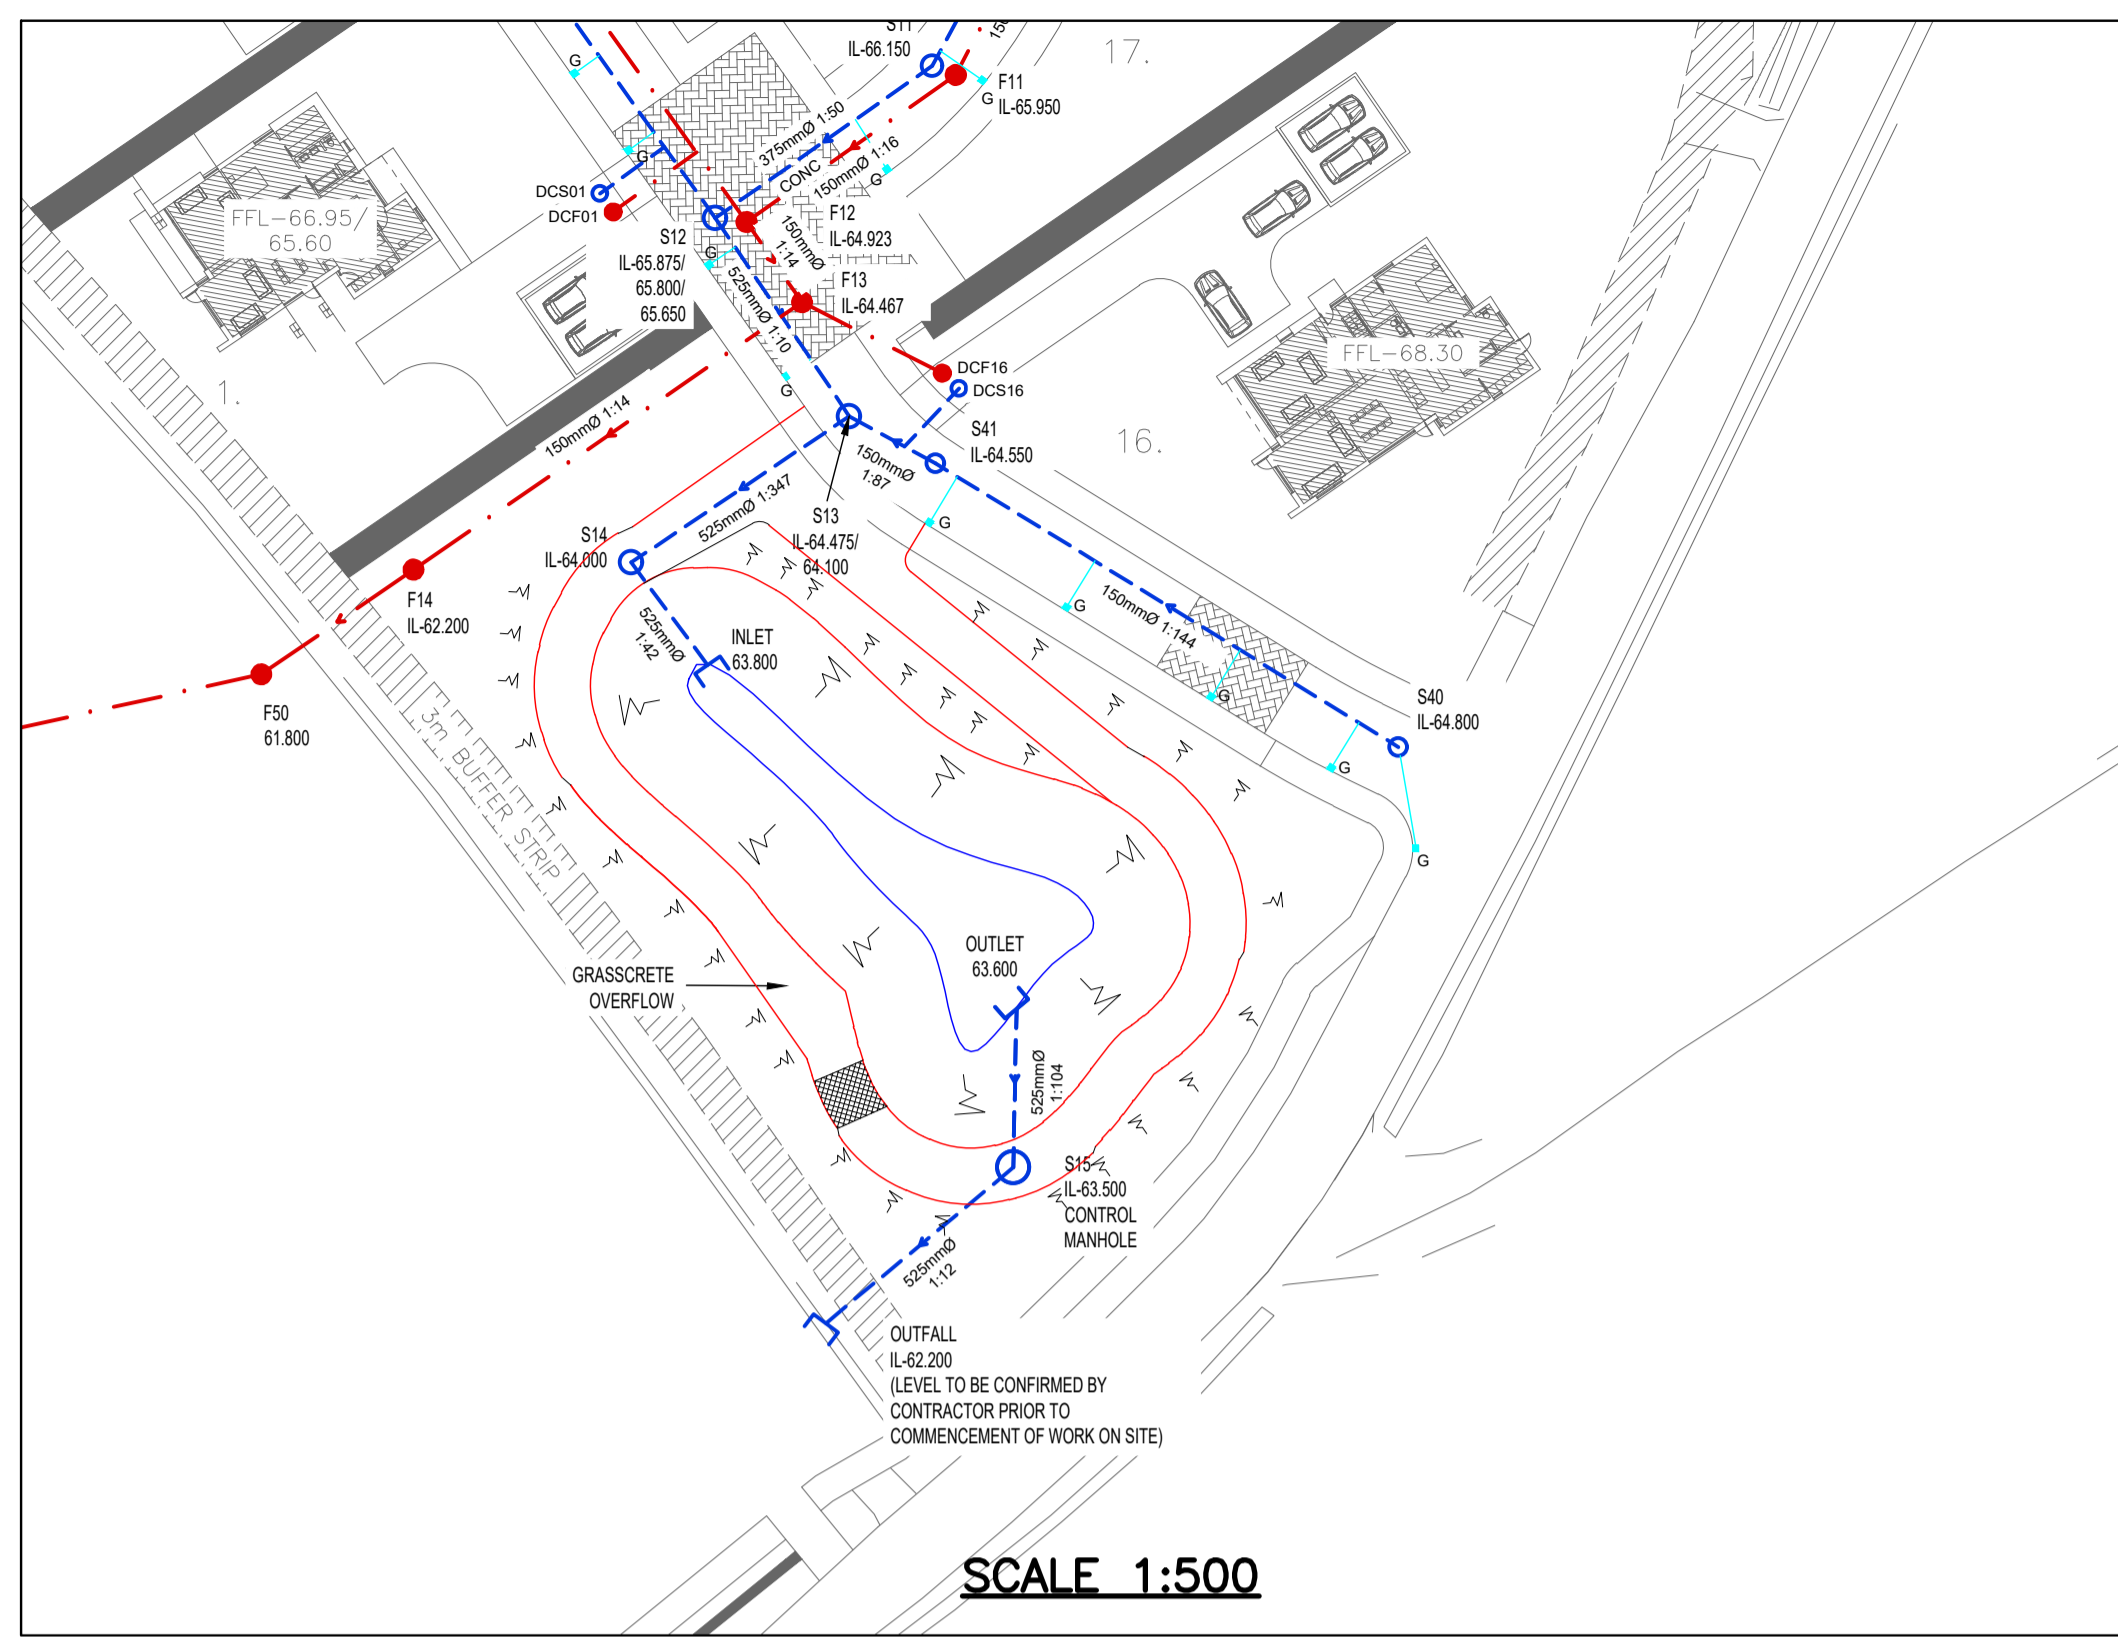 S11
IL-66.150
150
17.
G
F11
IL-65.950
G
375mmØ 1:50
CONC
150mmØ 1:16
G
G
DCS01
DCF01
FFL-66.95/
65.60
F12
IL-64.923
150mmØ
1:14
S12
IL-65.875/
65.800/
65.650
G
525mmØ 1:10
F13
IL-64.467
G
1.
150mmØ 1:14
DCF16
DCS16
FFL-68.30
16.
S41
IL-64.550
150mmØ
1:87
525mmØ 1:347
S13
IL-64.475/
64.100
S14
IL-64.000
G
F14
IL-62.200
525mmØ
1:42
INLET
63.800
G
150mmØ 1:144
G
S40
IL-64.800
F50
61.800
3m BUFFER STRIP
G
G
OUTLET
63.600
GRASSCRETE
OVERFLOW
525mmØ
1:104
S15
IL-63.500
CONTROL
MANHOLE
525mmØ
1:12
OUTFALL
IL-62.200
(LEVEL TO BE CONFIRMED BY
CONTRACTOR PRIOR TO
COMMENCEMENT OF WORK ON SITE)
SCALE 1:500